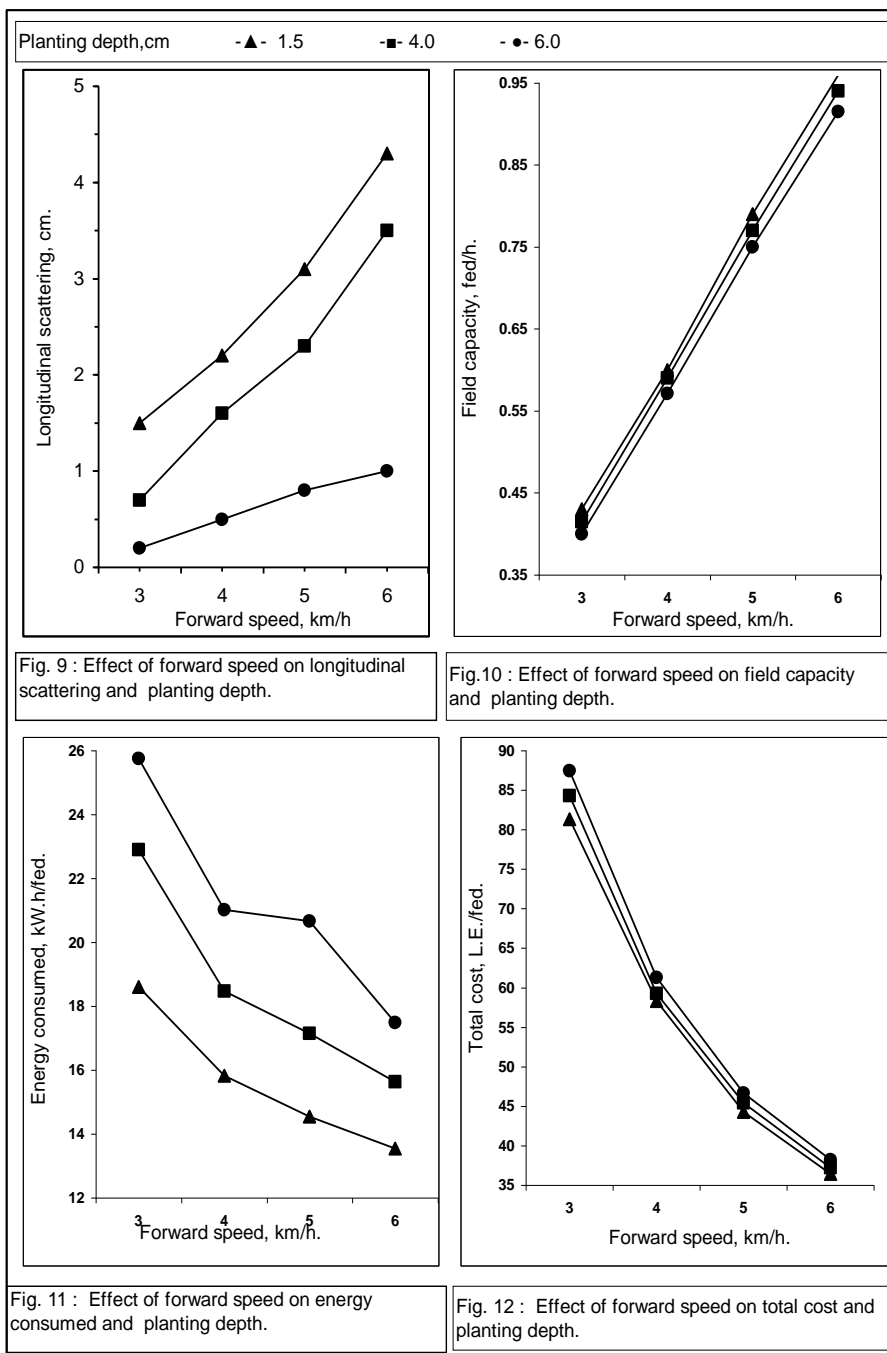 Planting depth,cm -▲- 1.5 -■- 4.0 -●- 6.0
5
4
3
2
1
0
Longitudinal scattering, cm.
3 4 5 6
Forward speed, km/h
0.95
0.85
0.75
0.65
0.55
0.45
0.35
Field capacity, fed/h.
3 4 5 6
Forward speed, km/h.
Fig. 9 : Effect of forward speed on longitudinal
scattering and planting depth.
Fig.10 : Effect of forward speed on field capacity
and planting depth.
26
24
22
20
18
16
14
12
Energy consumed, kW.h/fed.
3 4 5 6
Forward speed, km/h.
90
85
80
75
70
65
60
55
50
45
40
35
Total cost, L.E./fed.
3 4 5 6
Forward speed, km/h.
Fig. 11 : Effect of forward speed on energy
consumed and planting depth.
Fig. 12 : Effect of forward speed on total cost and
planting depth.